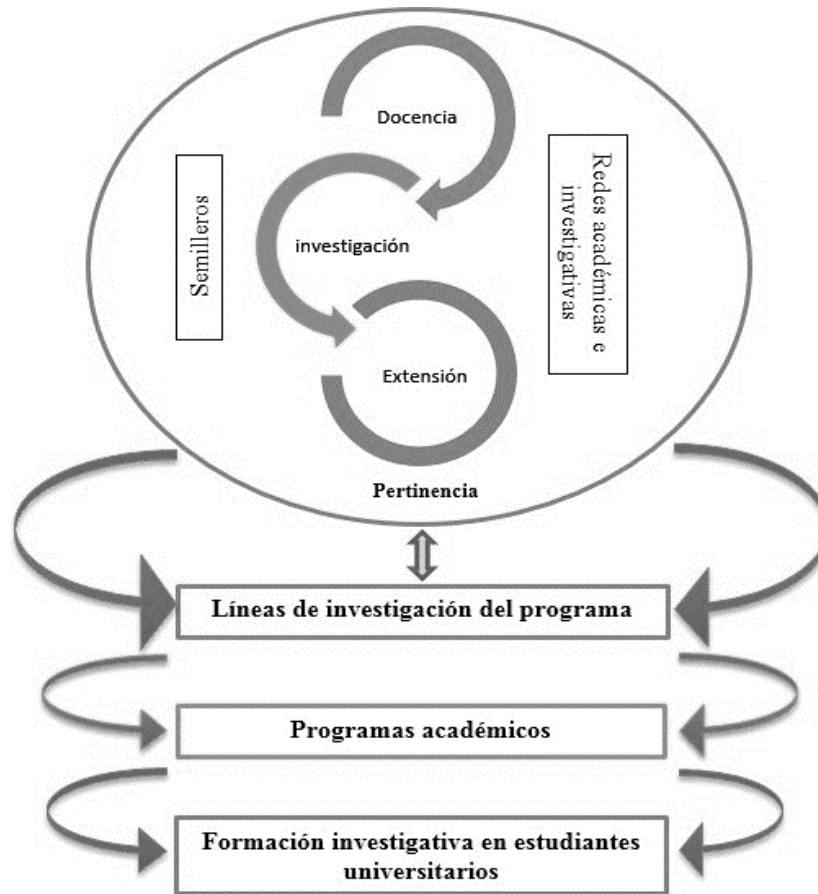 Docencia
Semilleros
investigación
Redes académicas e
investigativas
Extensión
Pertinencia
Líneas de investigación del programa
Programas académicos
Formación investigativa en estudiantes
universitarios